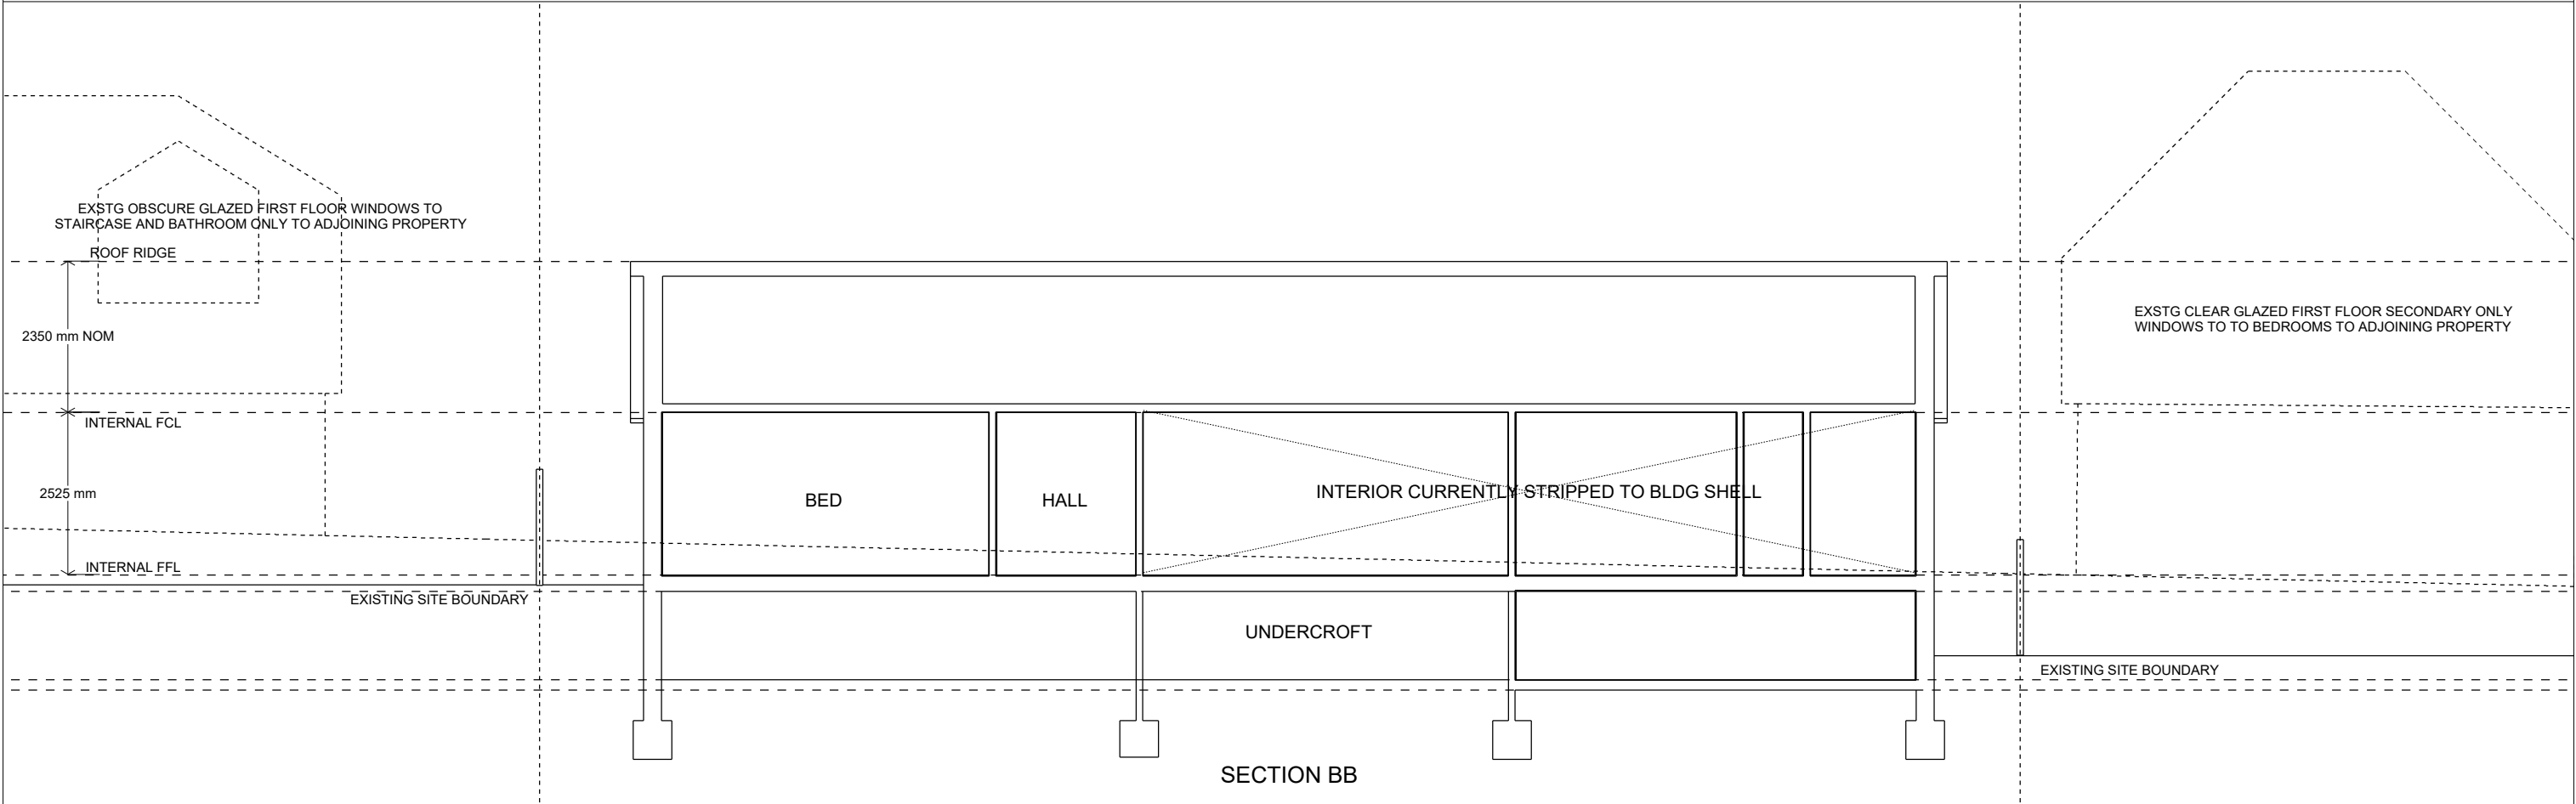 EXSTG OBSCURE GLAZED FIRST FLOOR WINDOWS TO
STAIRCASE AND BATHROOM ONLY TO ADJOINING PROPERTY
ROOF RIDGE
2350 mm NOM
INTERNAL FCL
2525 mm
INTERNAL FFL
EXISTING SITE BOUNDARY
BED
HALL
INTERIOR CURRENTLY STRIPPED TO BLDG SHELL
UNDERCROFT
EXSTG CLEAR GLAZED FIRST FLOOR SECONDARY ONLY
WINDOWS TO TO BEDROOMS TO ADJOINING PROPERTY
EXISTING SITE BOUNDARY
SECTION BB